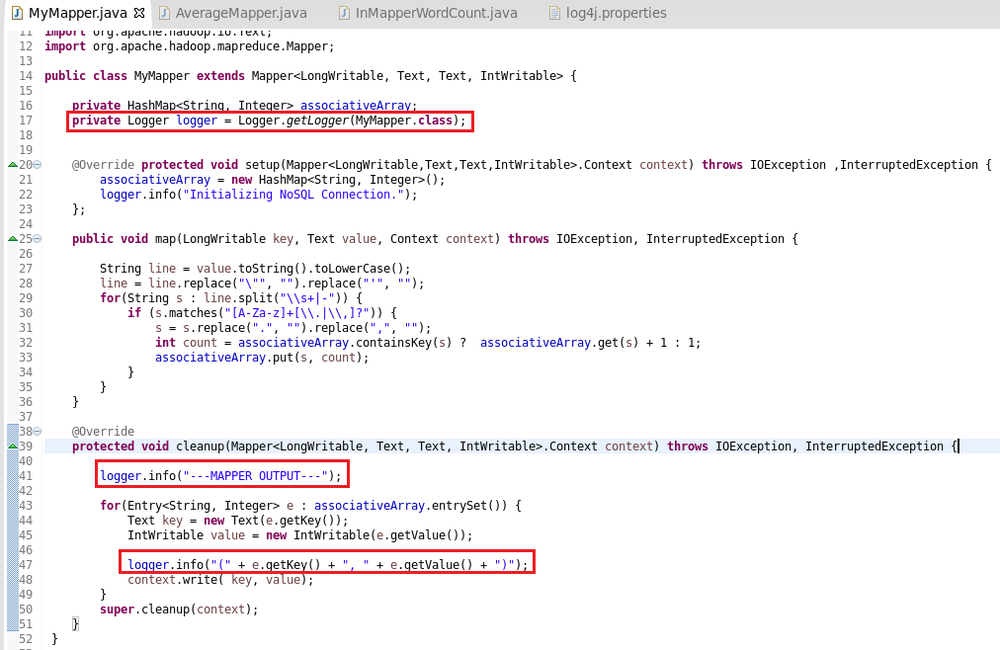 MyMapper.java AverageMapper.java InMapperWordCount.java log4j.properties
11 import org.apache.hadoop.io.Text;
12 import org.apache.hadoop.mapreduce.Mapper;
13
14 public class MyMapper extends Mapper<LongWritable, Text, Text, IntWritable> {
15
16     private HashMap<String, Integer> associativeArray;
17     private Logger logger = Logger.getLogger(MyMapper.class);
18
19
20     @Override protected void setup(Mapper<LongWritable,Text,Text,IntWritable>.Context context) throws IOException ,InterruptedException {
21         associativeArray = new HashMap<String, Integer>();
22         logger.info("Initializing NoSQL Connection.");
23     };
24
25     public void map(LongWritable key, Text value, Context context) throws IOException, InterruptedException {
26
27         String line = value.toString().toLowerCase();
28         line = line.replace("\"", "").replace("'", "");
29         for(String s : line.split("\\s+|-")) {
30             if (s.matches("[A-Za-z]+[\\.|\\,]?")) {
31                 s = s.replace(".", "").replace(",", "");
32                 int count = associativeArray.containsKey(s) ?  associativeArray.get(s) + 1 : 1;
33                 associativeArray.put(s, count);
34             }
35         }
36     }
37
38     @Override
39     protected void cleanup(Mapper<LongWritable, Text, Text, IntWritable>.Context context) throws IOException, InterruptedException {
40
41         logger.info("---MAPPER OUTPUT---");
42
43         for(Entry<String, Integer> e : associativeArray.entrySet()) {
44             Text key = new Text(e.getKey());
45             IntWritable value = new IntWritable(e.getValue());
46
47             logger.info("(" + e.getKey() + ", " + e.getValue() + ")");
48             context.write( key, value);
49         }
50         super.cleanup(context);
51     }
52 }